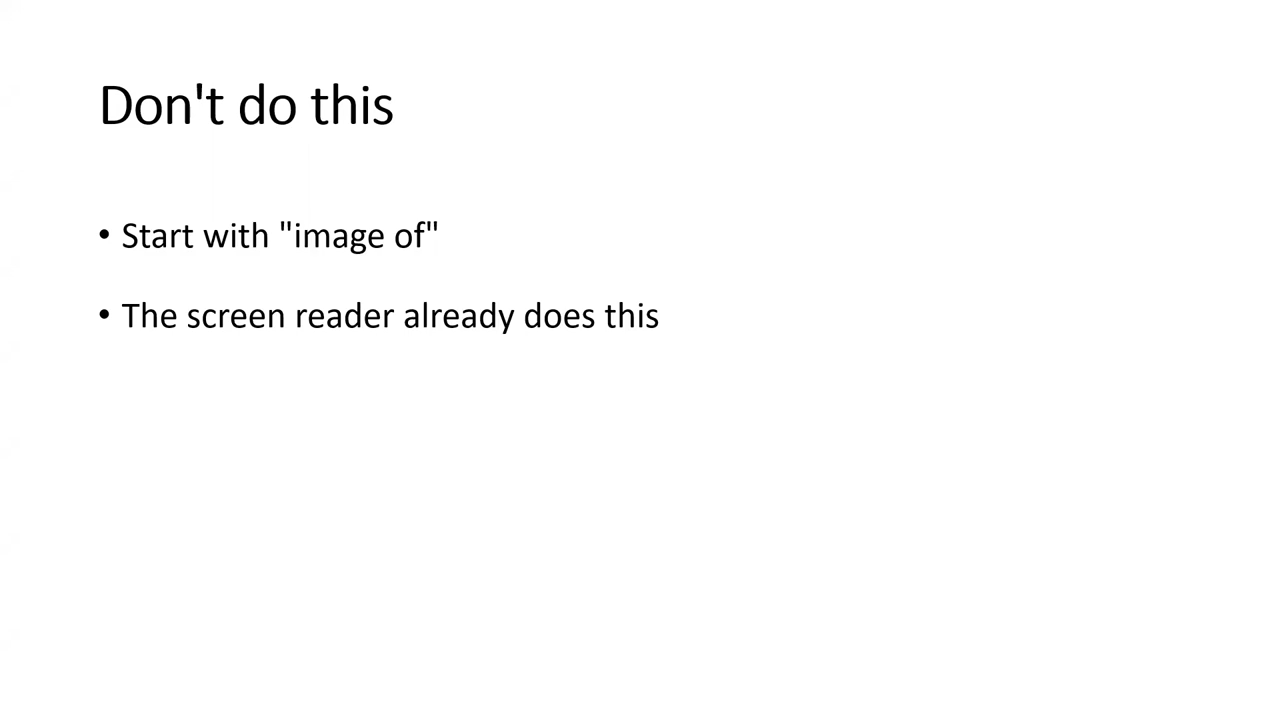 Don't do this
• Start with "image of"
• The screen reader already does this